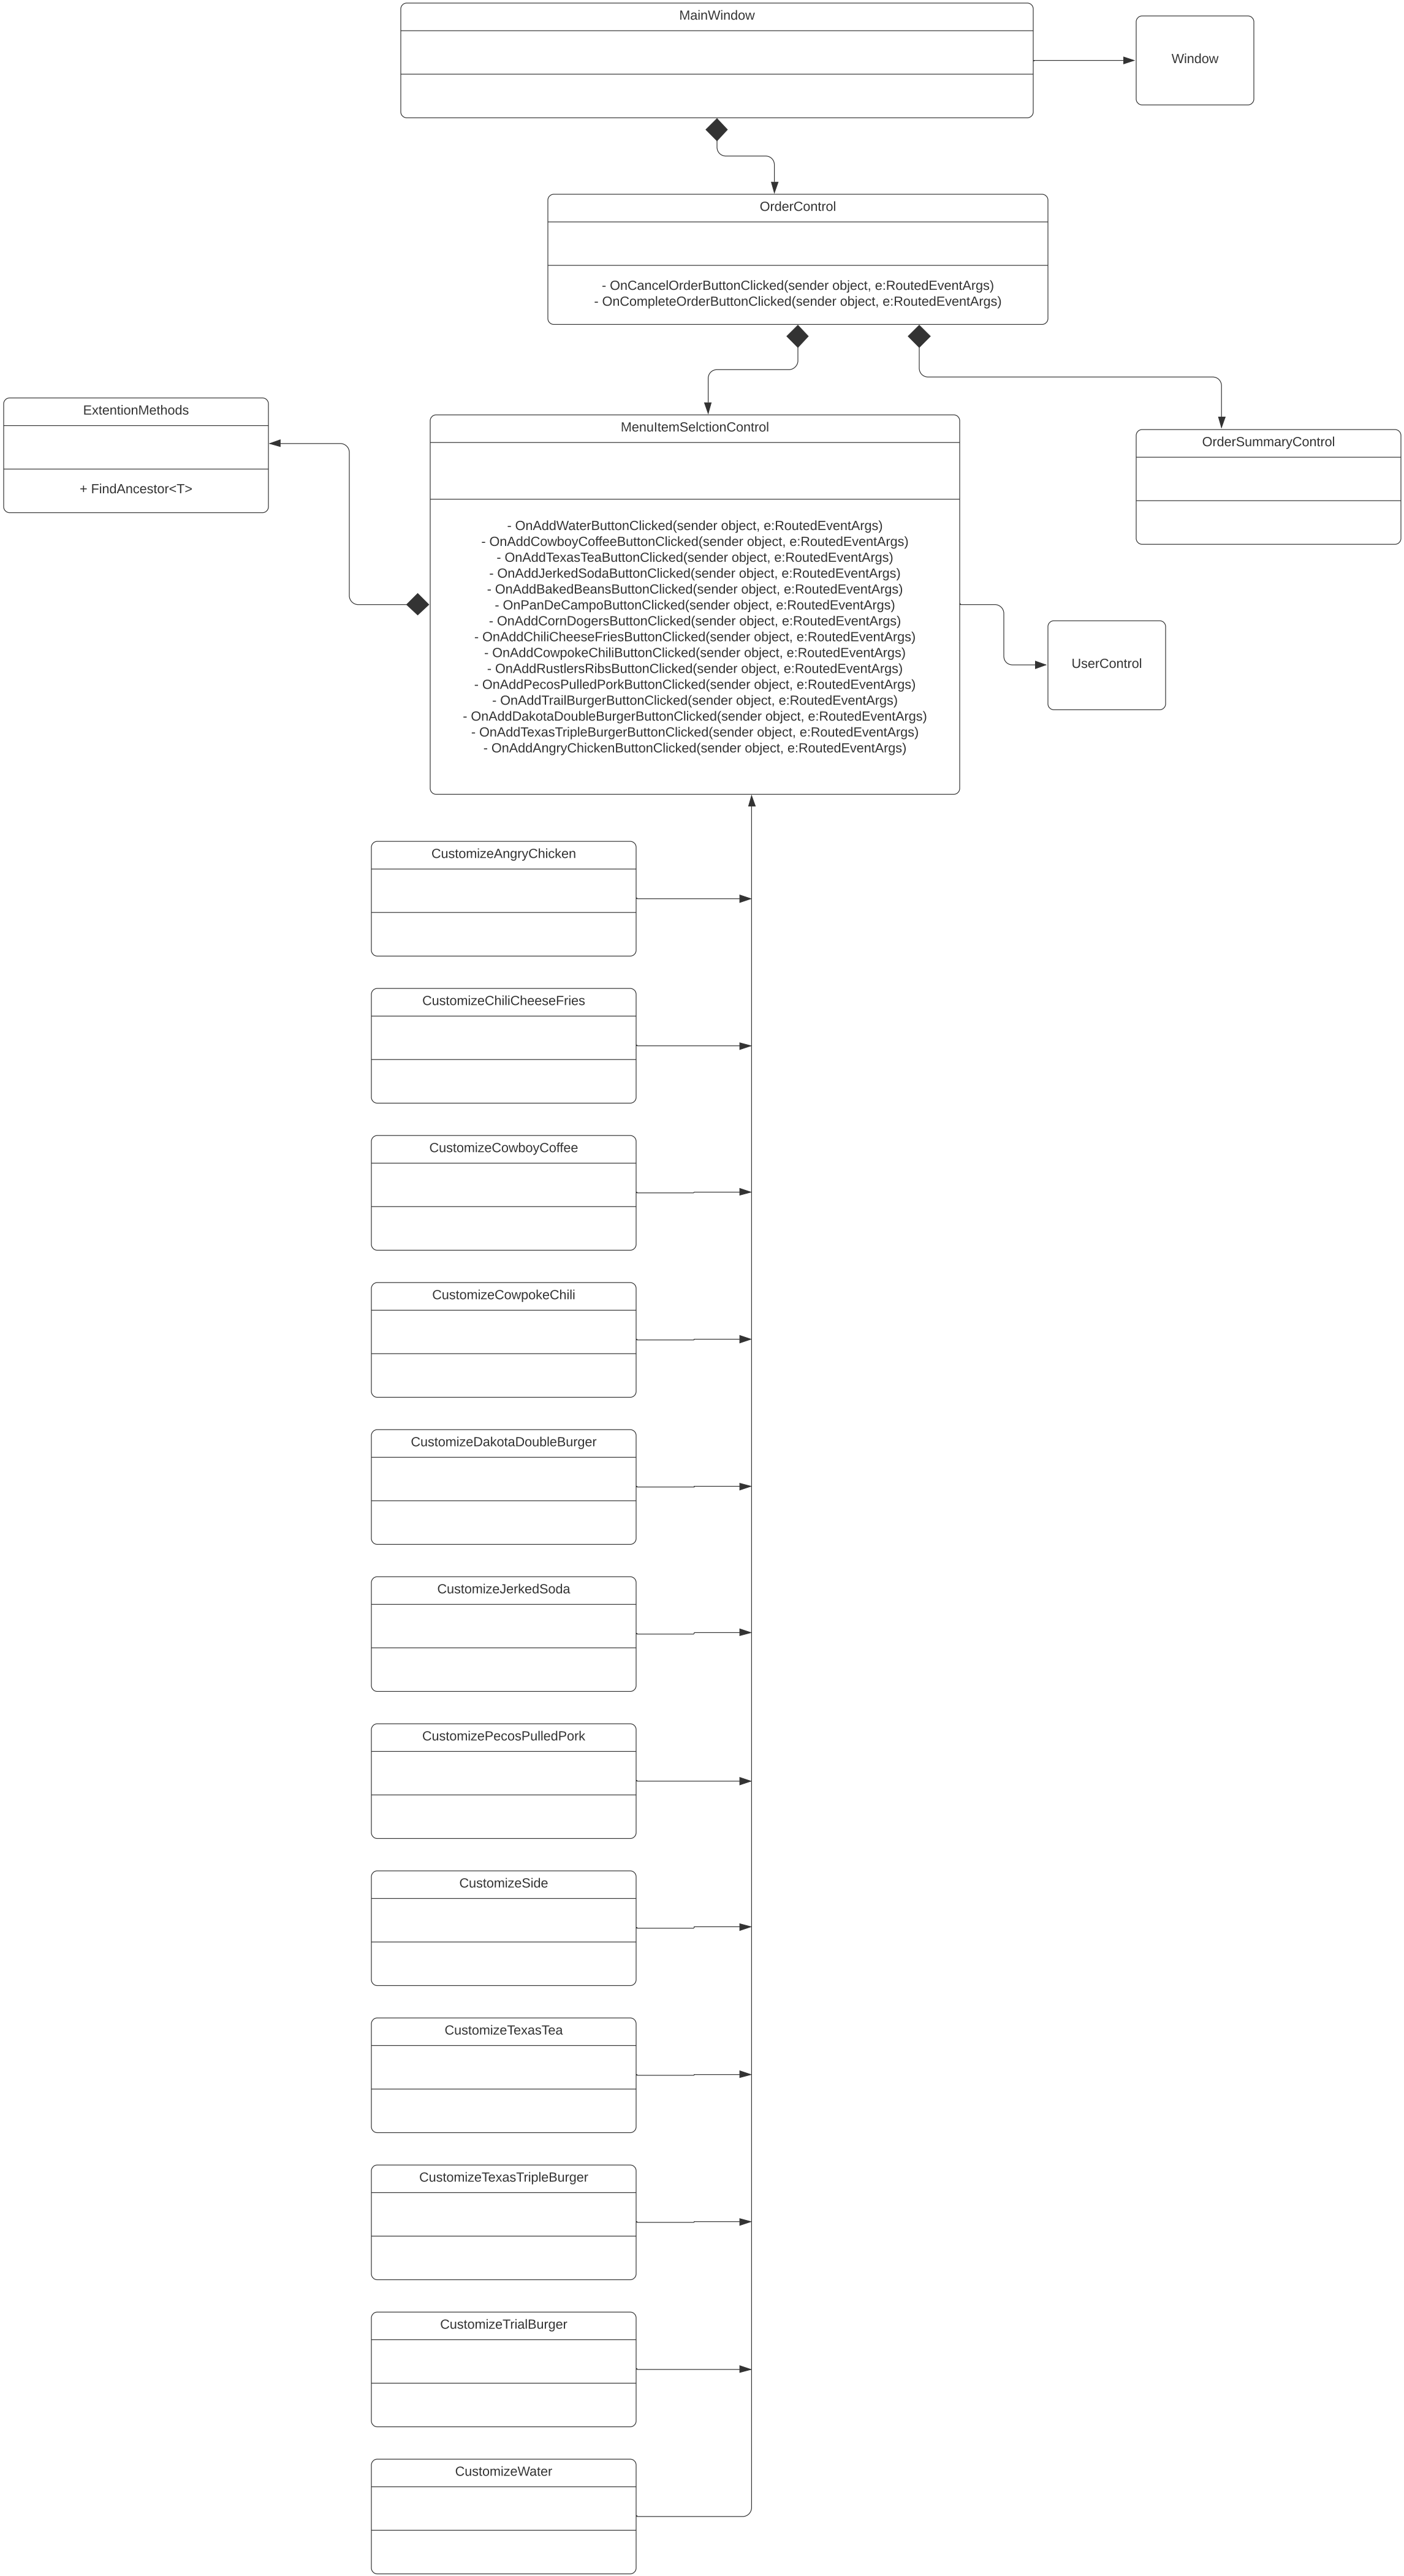 MainWindow
Window
OrderControl
- OnCancelOrderButtonClicked(sender object, e:RoutedEventArgs)
- OnCompleteOrderButtonClicked(sender object, e:RoutedEventArgs)
ExtentionMethods
+ FindAncestor<T>
MenuItemSelctionControl
- OnAddWaterButtonClicked(sender object, e:RoutedEventArgs)
- OnAddCowboyCoffeeButtonClicked(sender object, e:RoutedEventArgs)
- OnAddTexasTeaButtonClicked(sender object, e:RoutedEventArgs)
- OnAddJerkedSodaButtonClicked(sender object, e:RoutedEventArgs)
- OnAddBakedBeansButtonClicked(sender object, e:RoutedEventArgs)
- OnPanDeCampoButtonClicked(sender object, e:RoutedEventArgs)
- OnAddCornDogersButtonClicked(sender object, e:RoutedEventArgs)
- OnAddChiliCheeseFriesButtonClicked(sender object, e:RoutedEventArgs)
- OnAddCowpokeChiliButtonClicked(sender object, e:RoutedEventArgs)
- OnAddRustlersRibsButtonClicked(sender object, e:RoutedEventArgs)
- OnAddPecosPulledPorkButtonClicked(sender object, e:RoutedEventArgs)
- OnAddTrailBurgerButtonClicked(sender object, e:RoutedEventArgs)
- OnAddDakotaDoubleBurgerButtonClicked(sender object, e:RoutedEventArgs)
- OnAddTexasTripleBurgerButtonClicked(sender object, e:RoutedEventArgs)
- OnAddAngryChickenButtonClicked(sender object, e:RoutedEventArgs)
OrderSummaryControl
UserControl
CustomizeAngryChicken
CustomizeChiliCheeseFries
CustomizeCowboyCoffee
CustomizeCowpokeChili
CustomizeDakotaDoubleBurger
CustomizeJerkedSoda
CustomizePecosPulledPork
CustomizeSide
CustomizeTexasTea
CustomizeTexasTripleBurger
CustomizeTrialBurger
CustomizeWater